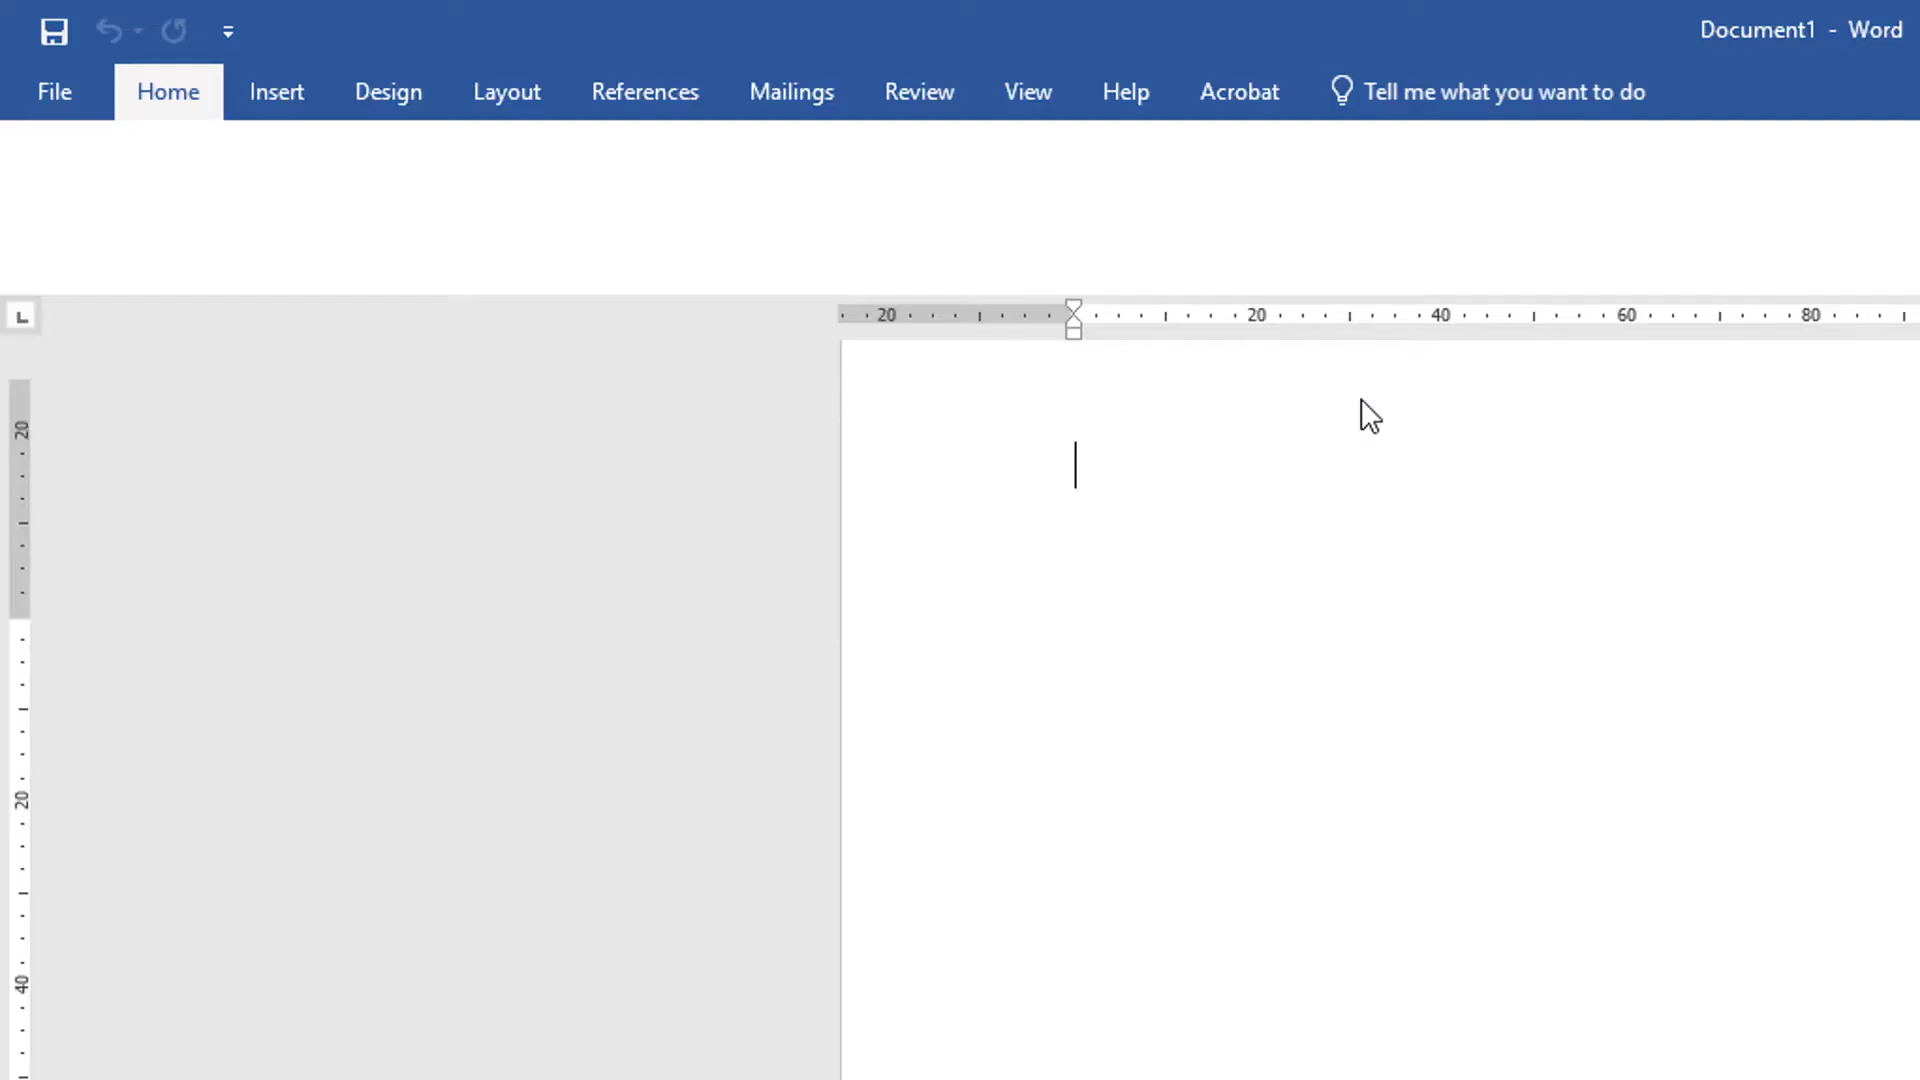 Document1 - Word
File Home Insert Design Layout References Mailings Review View Help Acrobat Tell me what you want to do
20 20 40 60 80
20
20
40